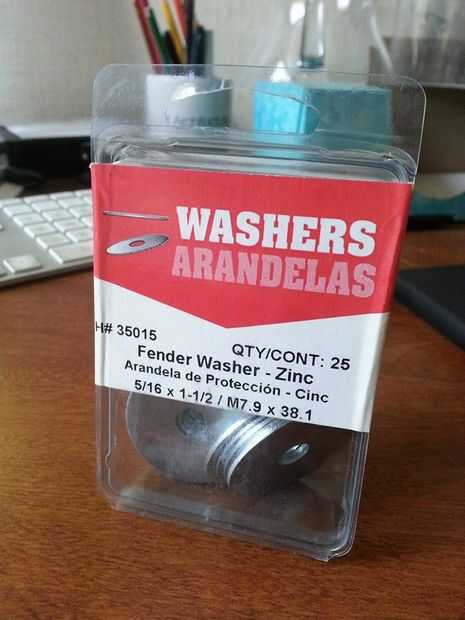 WASHERS
ARANDELAS
H# 35015
QTY/CONT: 25
Fender Washer - Zinc
Arandela de Protección - Cinc
5/16 x 1-1/2 / M7.9 x 38.1